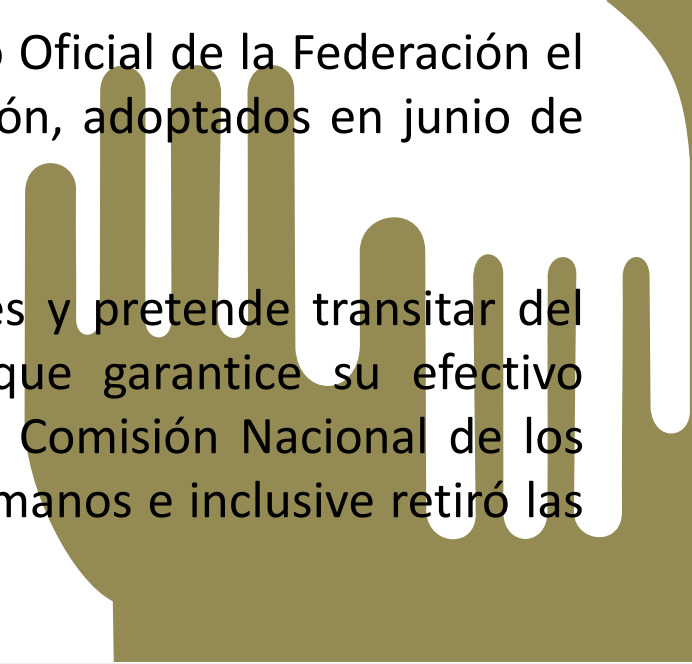 Oficial de la Federación el
ón, adoptados en junio de
es y pretende transitar del
que garantice su efectivo
Comisión Nacional de los
manos e inclusive retiró las